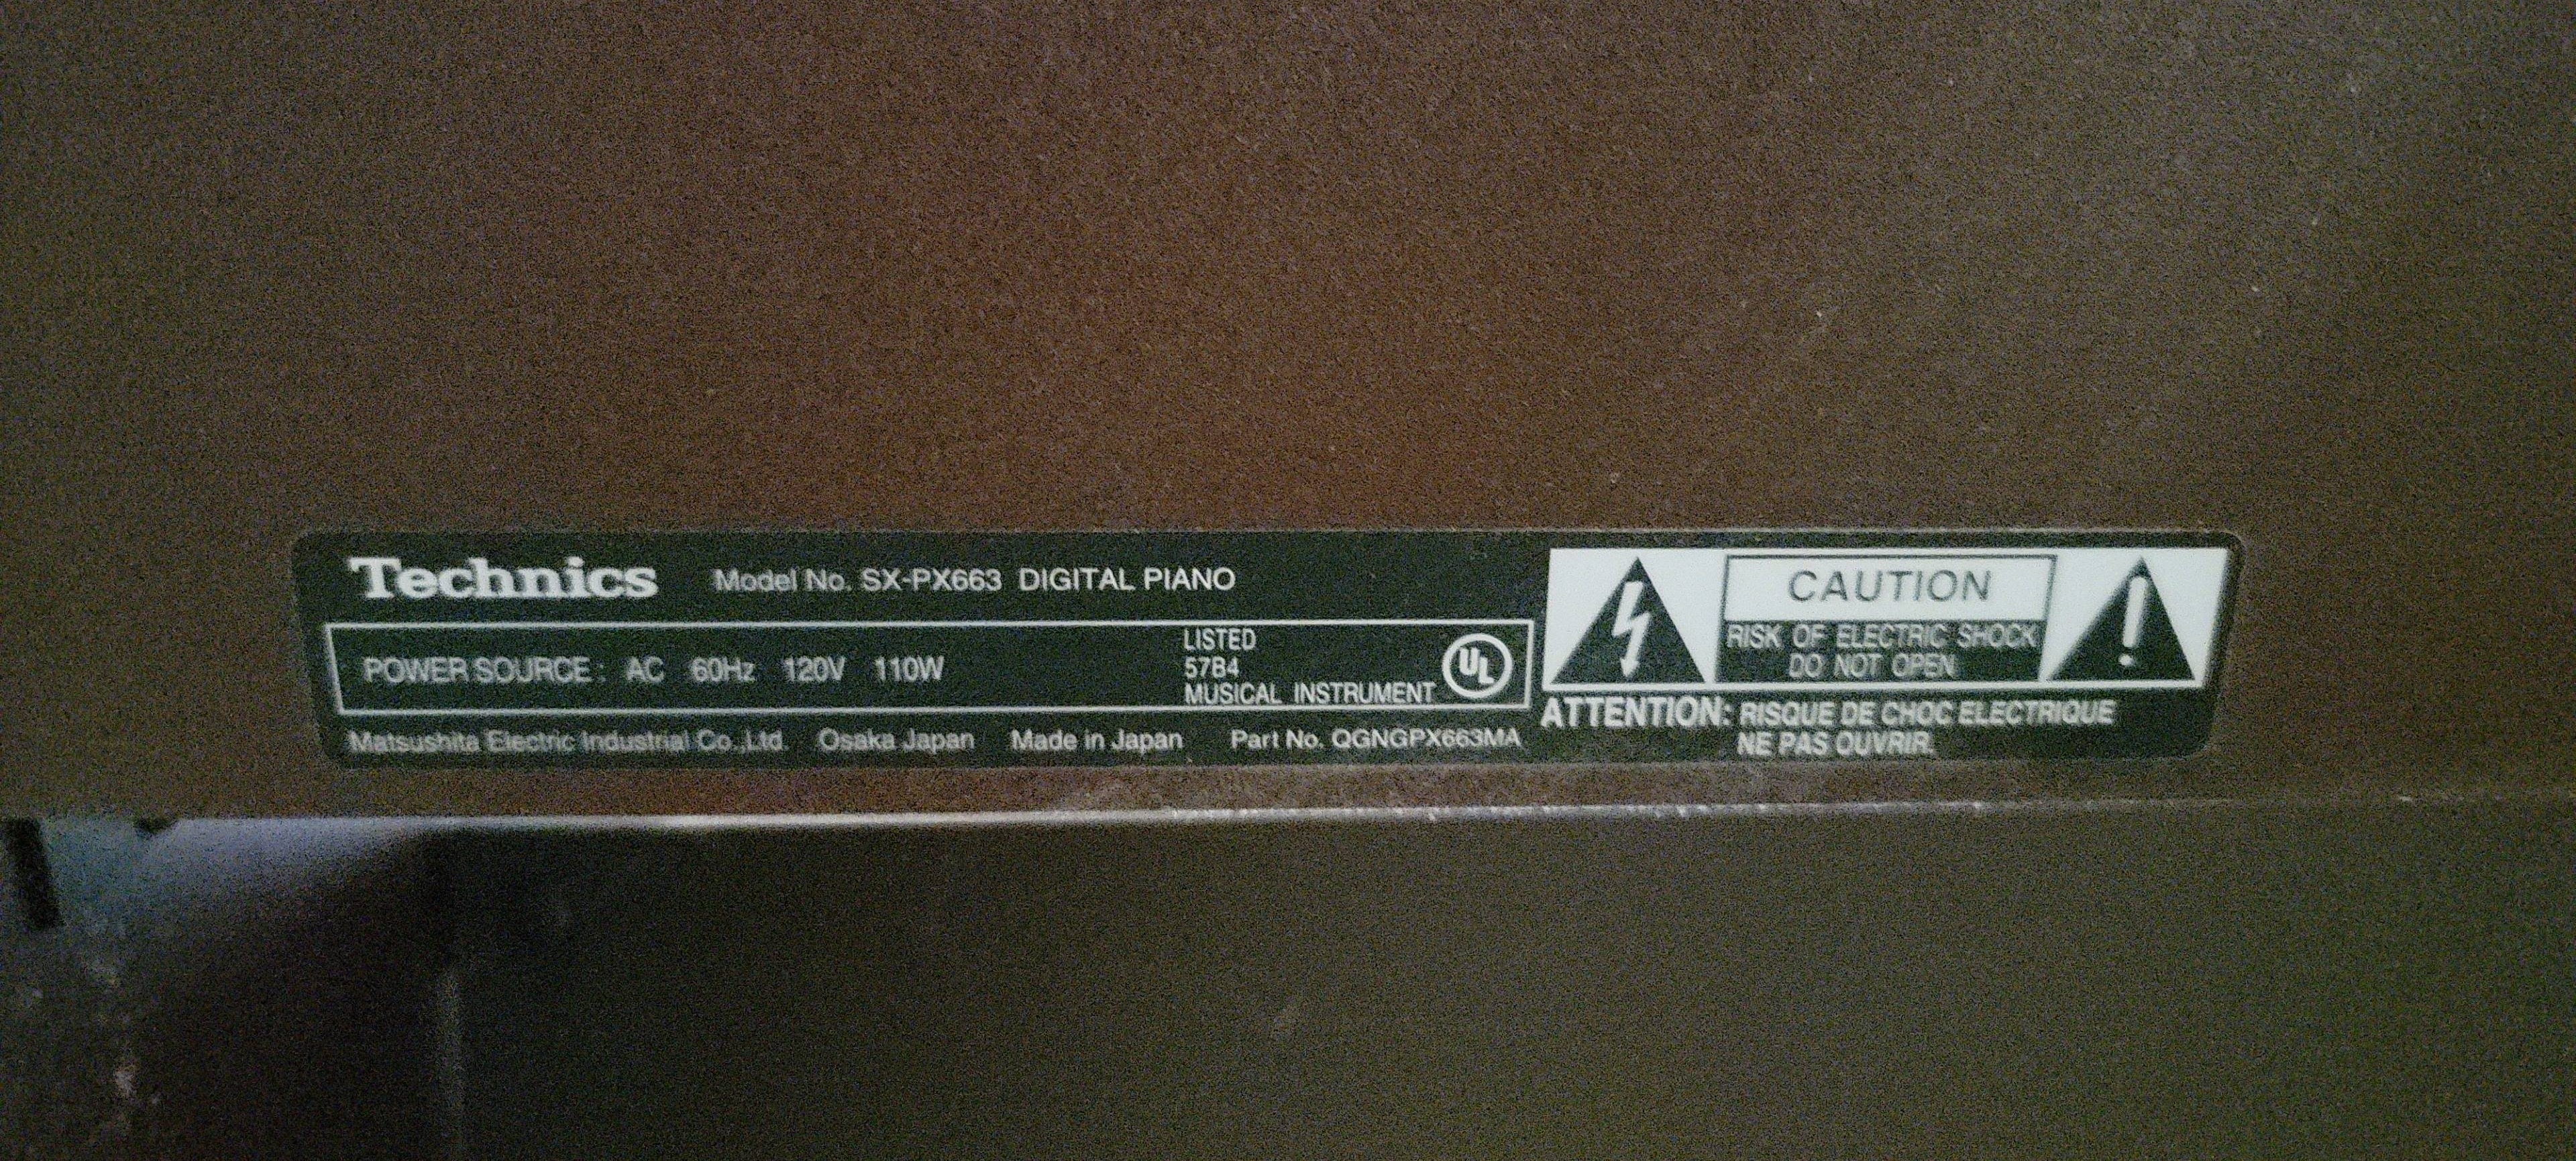 Technics Model No. SX-PX663 DIGITAL PIANO
POWER SOURCE : AC 60Hz 120V 110W
LISTED
57B4
MUSICAL INSTRUMENT
UL
Matsushita Electric Industrial Co.,Ltd. Osaka Japan Made in Japan Part No. QGNGPX663MA
CAUTION
RISK OF ELECTRIC SHOCK
DO NOT OPEN
ATTENTION: RISQUE DE CHOC ELECTRIQUE
NE PAS OUVRIR.